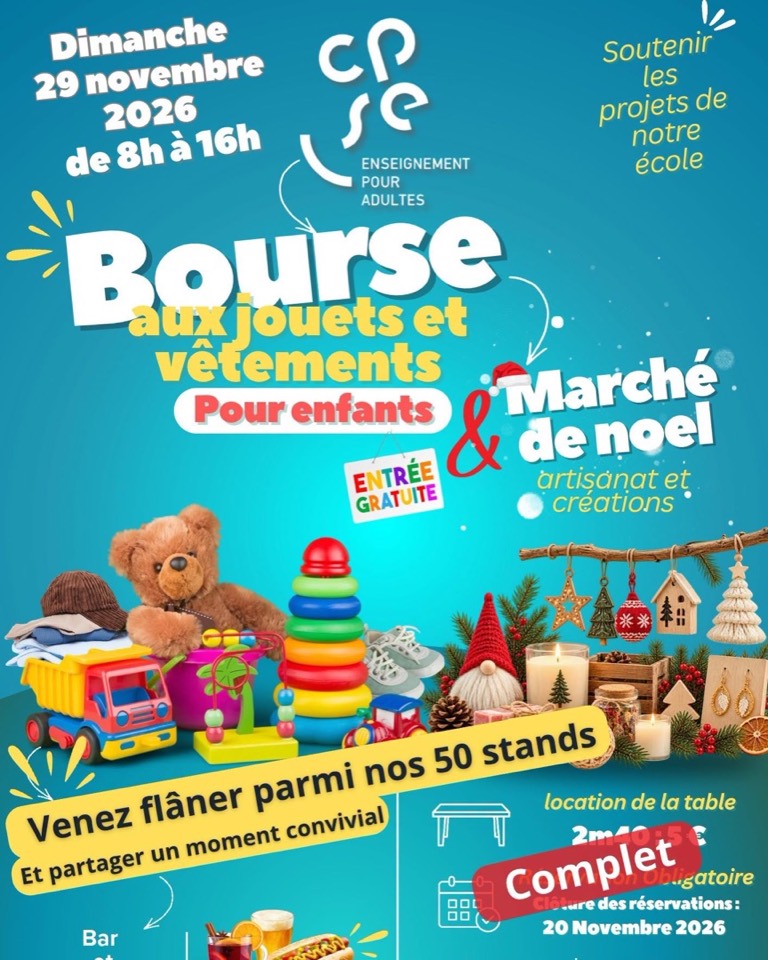 Dimanche
29 novembre
2026
de 8h à 16h
cpse
ENSEIGNEMENT
POUR
ADULTES
Soutenir
les
projets de
notre
école
Bourse
aux jouets et
vêtements
Pour enfants
&
Marché
de noel
artisanat et
créations
ENTRÉE
GRATUITE
Venez flâner parmi nos 50 stands
Et partager un moment convivial
location de la table
2m40 : 5 €
Complet
Obligatoire
Clôture des réservations :
20 Novembre 2026
Bar
et